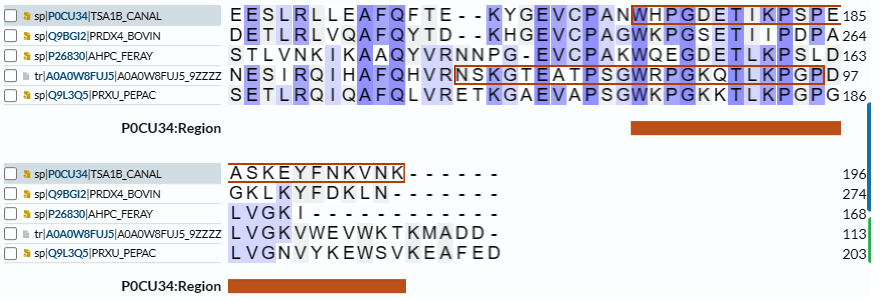 sp|P0CU34|TSA1B_CANAL EESLRLLEAFQFTE--KYGEVCPANWHPGDETIKPSPE 185
sp|Q9BGI2|PRDX4_BOVIN DETLRLVQAFQYTD--KHGEVCPAGWKPGSETIIPDPA 264
sp|P26830|AHPC_FERAY STLVNKIKAAQYVRNNPG-EVCPAKWQEGDETLKPSLD 163
tr|A0A0W8FUJ5|A0A0W8FUJ5_9ZZZZ NESIRQIHAFQHVRNSKGTEATPSGWRPGKQTLKPGPD 97
sp|Q9L3Q5|PRXU_PEPAC SETLRQIQAFQLVRETKGAEVAPSGWKPGKKTLKPGPG 186
P0CU34:Region
sp|P0CU34|TSA1B_CANAL ASKEYFNKVNK------ 196
sp|Q9BGI2|PRDX4_BOVIN GKLKYFDKLN------- 274
sp|P26830|AHPC_FERAY LVGKI------------ 168
tr|A0A0W8FUJ5|A0A0W8FUJ5_9ZZZZ LVGKVWEVWKTKMADD- 113
sp|Q9L3Q5|PRXU_PEPAC LVGNVYKEWSVKEAFED 203
P0CU34:Region